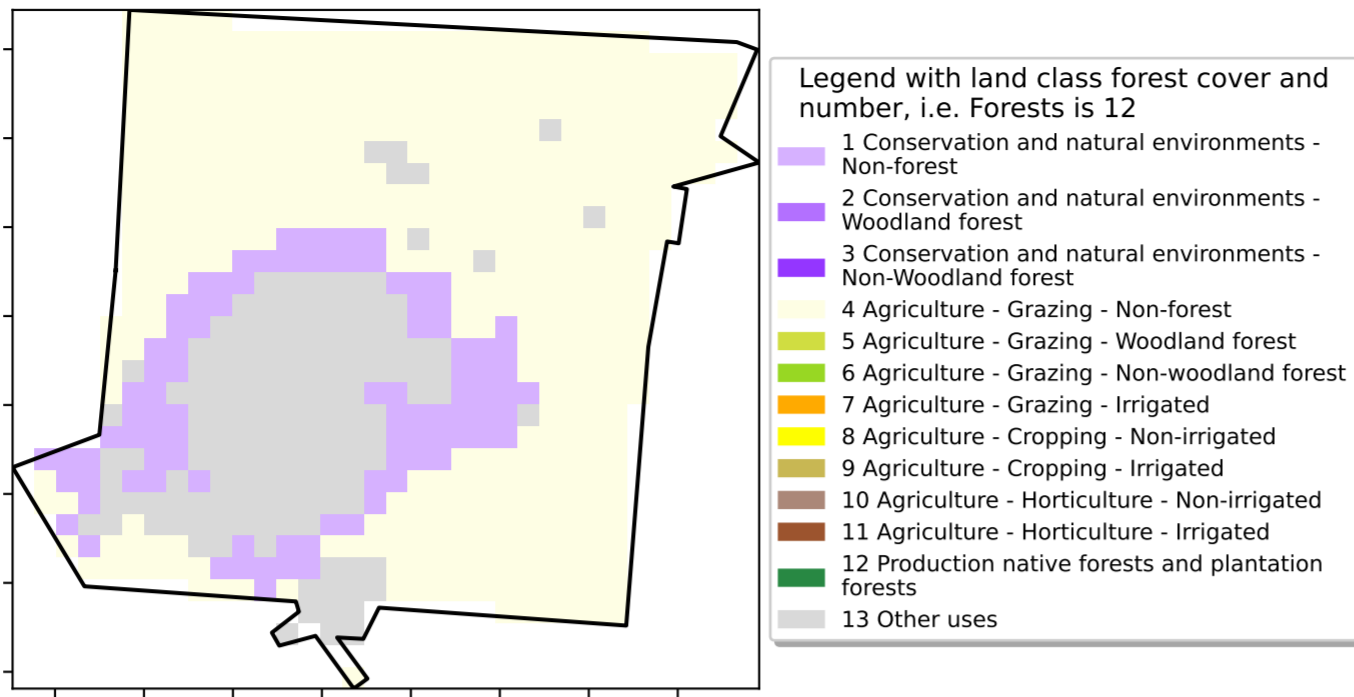 Legend with land class forest cover and
number, i.e. Forests is 12
1 Conservation and natural environments -
Non-forest
2 Conservation and natural environments -
Woodland forest
3 Conservation and natural environments -
Non-Woodland forest
4 Agriculture - Grazing - Non-forest
5 Agriculture - Grazing - Woodland forest
6 Agriculture - Grazing - Non-woodland forest
7 Agriculture - Grazing - Irrigated
8 Agriculture - Cropping - Non-irrigated
9 Agriculture - Cropping - Irrigated
10 Agriculture - Horticulture - Non-irrigated
11 Agriculture - Horticulture - Irrigated
12 Production native forests and plantation
forests
13 Other uses